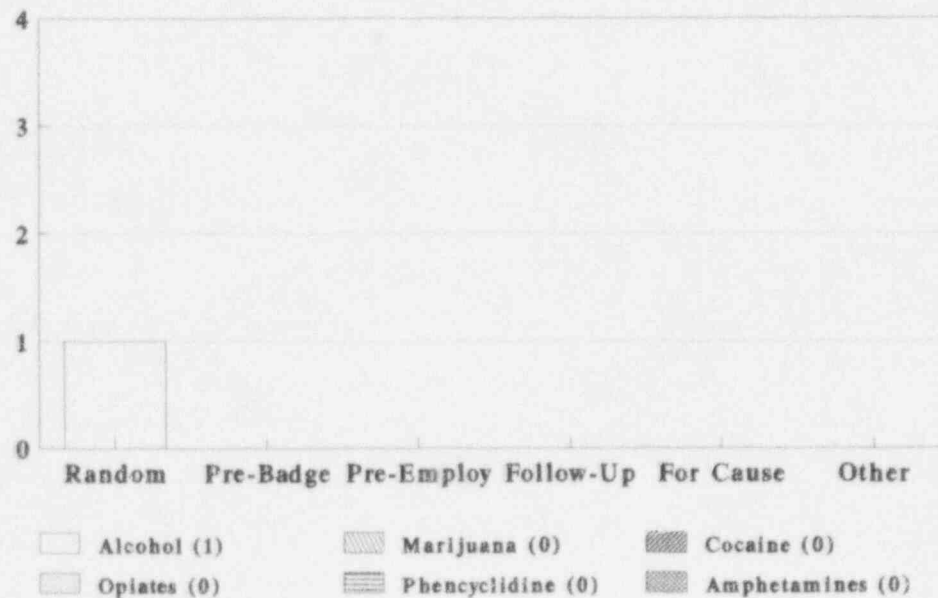 4
3
2
1
0
Random Pre-Badge Pre-Employ Follow-Up For Cause Other
Alcohol (1) Marijuana (0) Cocaine (0)
Opiates (0) Phencyclidine (0) Amphetamines (0)